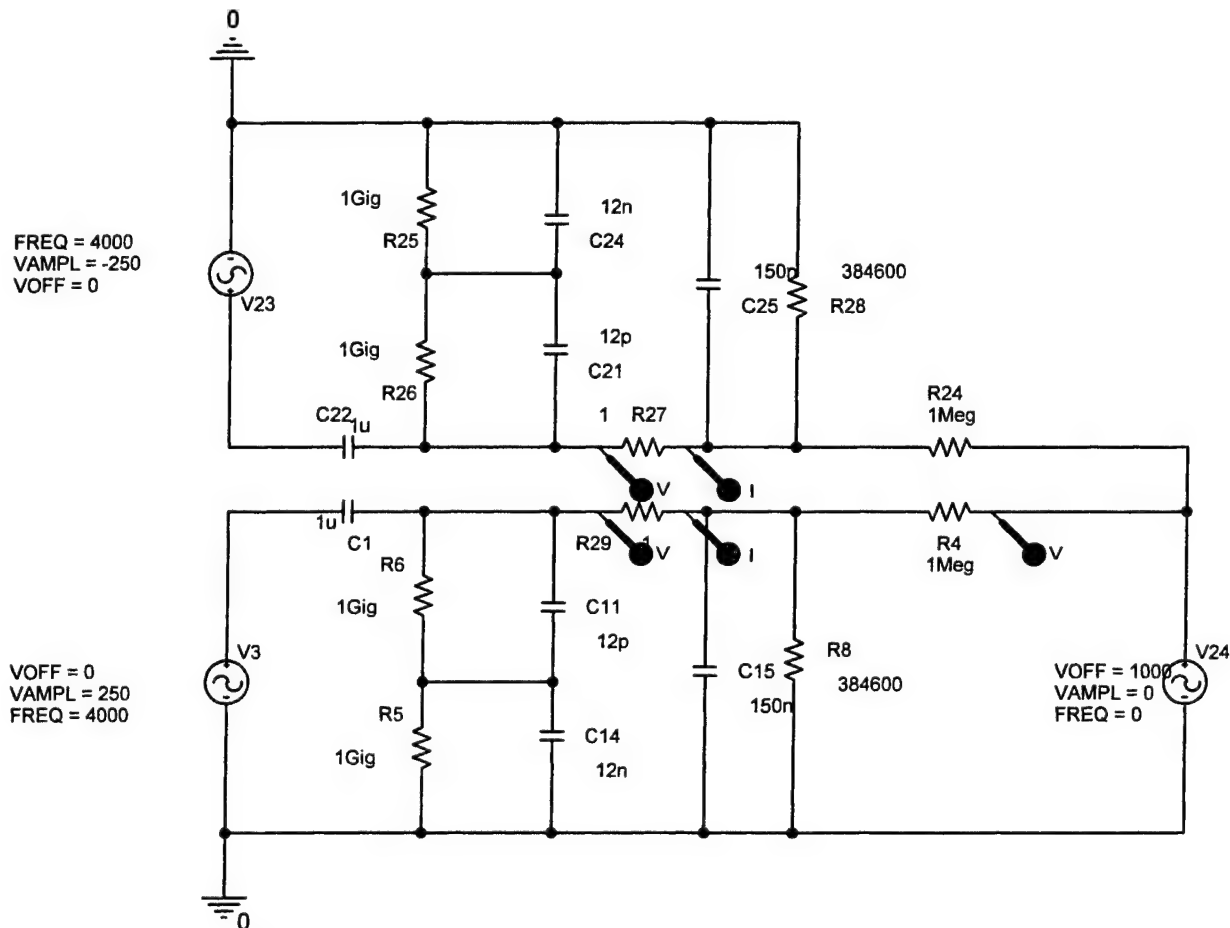 0
1Gig
R25
12n
C24
FREQ = 4000
VAMPL = -250
VOFF = 0
V23
150n
C25
384600
R28
1Gig
R26
12p
C21
C22
1u
1
R27
R24
1Meg
V
I
1u
C1
R29
1
V
I
R4
1Meg
V
R6
1Gig
C11
12p
V3
VOFF = 0
VAMPL = 250
FREQ = 4000
C15
150n
R8
384600
V24
VOFF = 1000
VAMPL = 0
FREQ = 0
R5
1Gig
C14
12n
0